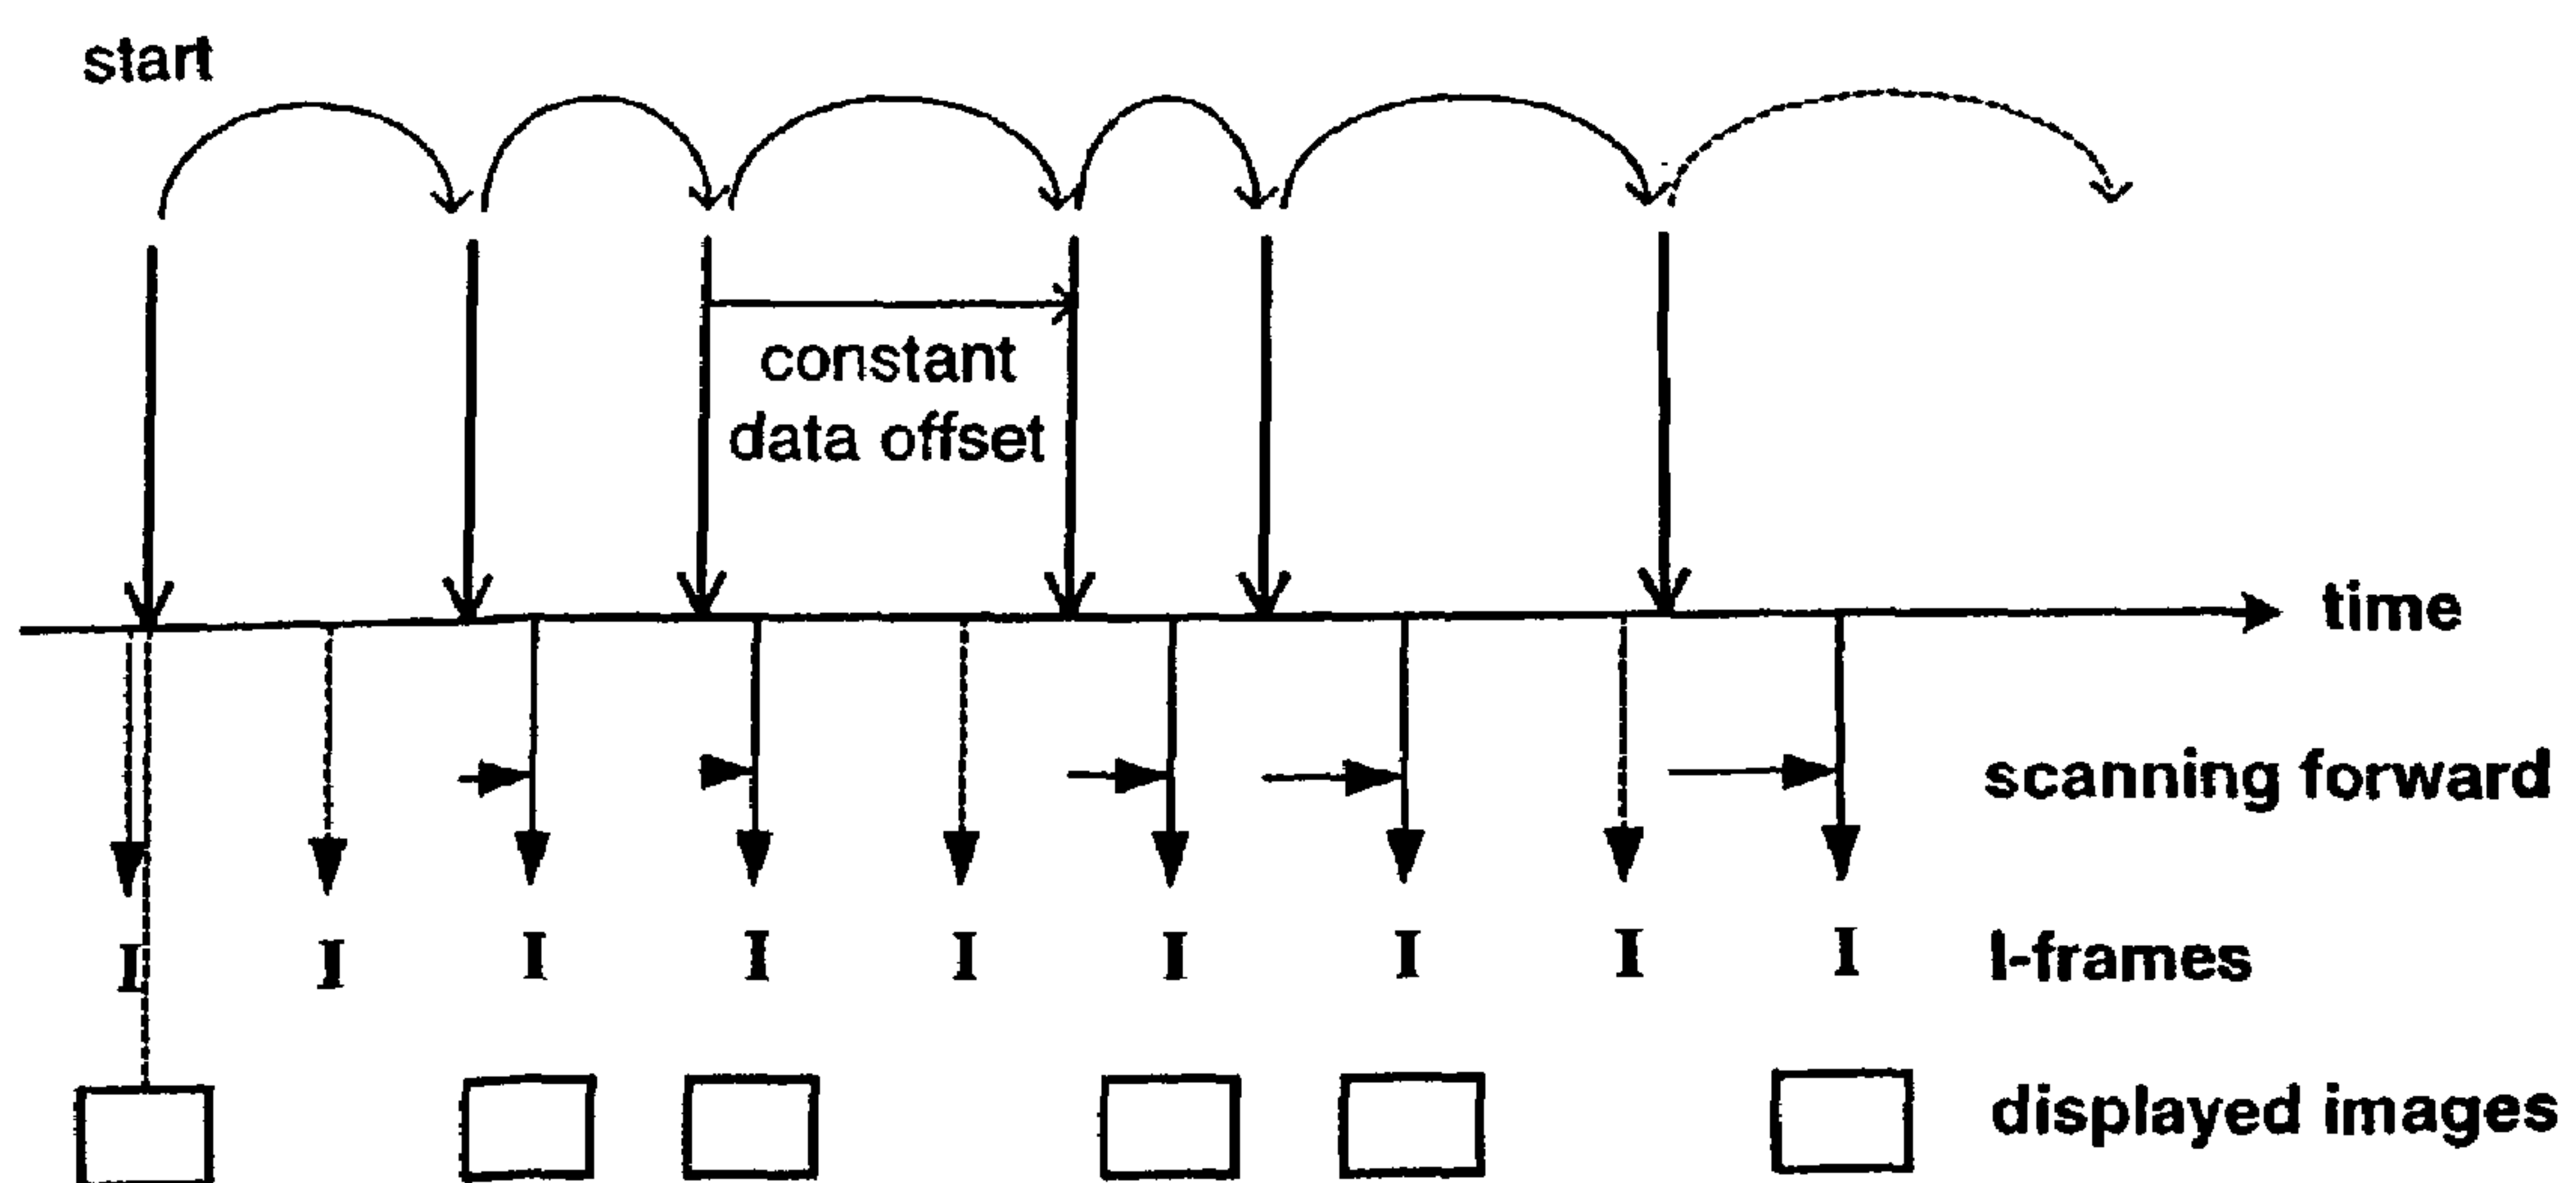 start
constant
data offset
time
scanning forward
I I I I I I I I I I-frames
displayed images